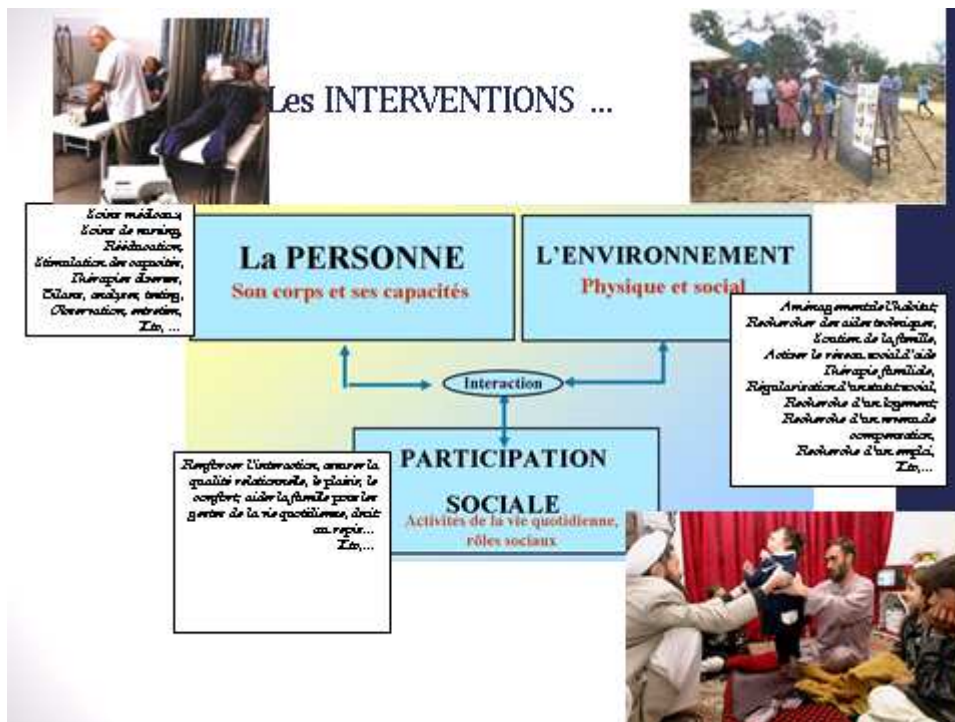 Les INTERVENTIONS ...
Soins médicaux,
Soins de nursing,
Rééducation,
Stimulation des capacités,
Thérapies diverses,
Bilans, analyses, testing,
Observation, entretien,
Etc, ...
La PERSONNE
Son corps et ses capacités
L'ENVIRONNEMENT
Physique et social
Aménagement de l'habitat,
Rechercher des aides techniques,
Soutien de la famille,
Activer le réseau social d'aide
Thérapie familiale,
Régularisation d'un statut social,
Recherche d'un logement,
Recherche d'un revenu de
compensation,
Recherche d'un emploi,
Etc,...
Interaction
PARTICIPATION
SOCIALE
Activités de la vie quotidienne,
rôles sociaux
Renforcer l'interaction, assurer la
qualité relationnelle, le plaisir, le
confort; aider la famille pour les
gestes de la vie quotidienne, droit
au répit...
Etc,...